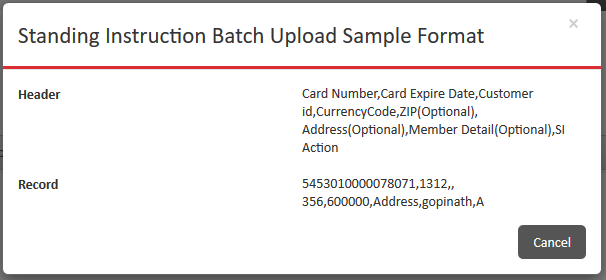 Standing Instruction Batch Upload Sample Format
×
Header
Card Number,Card Expire Date,Customer
id,CurrencyCode,ZIP(Optional),
Address(Optional),Member Detail(Optional),SI
Action
Record
5453010000078071,1312,,
356,600000,Address,gopinath,A
Cancel